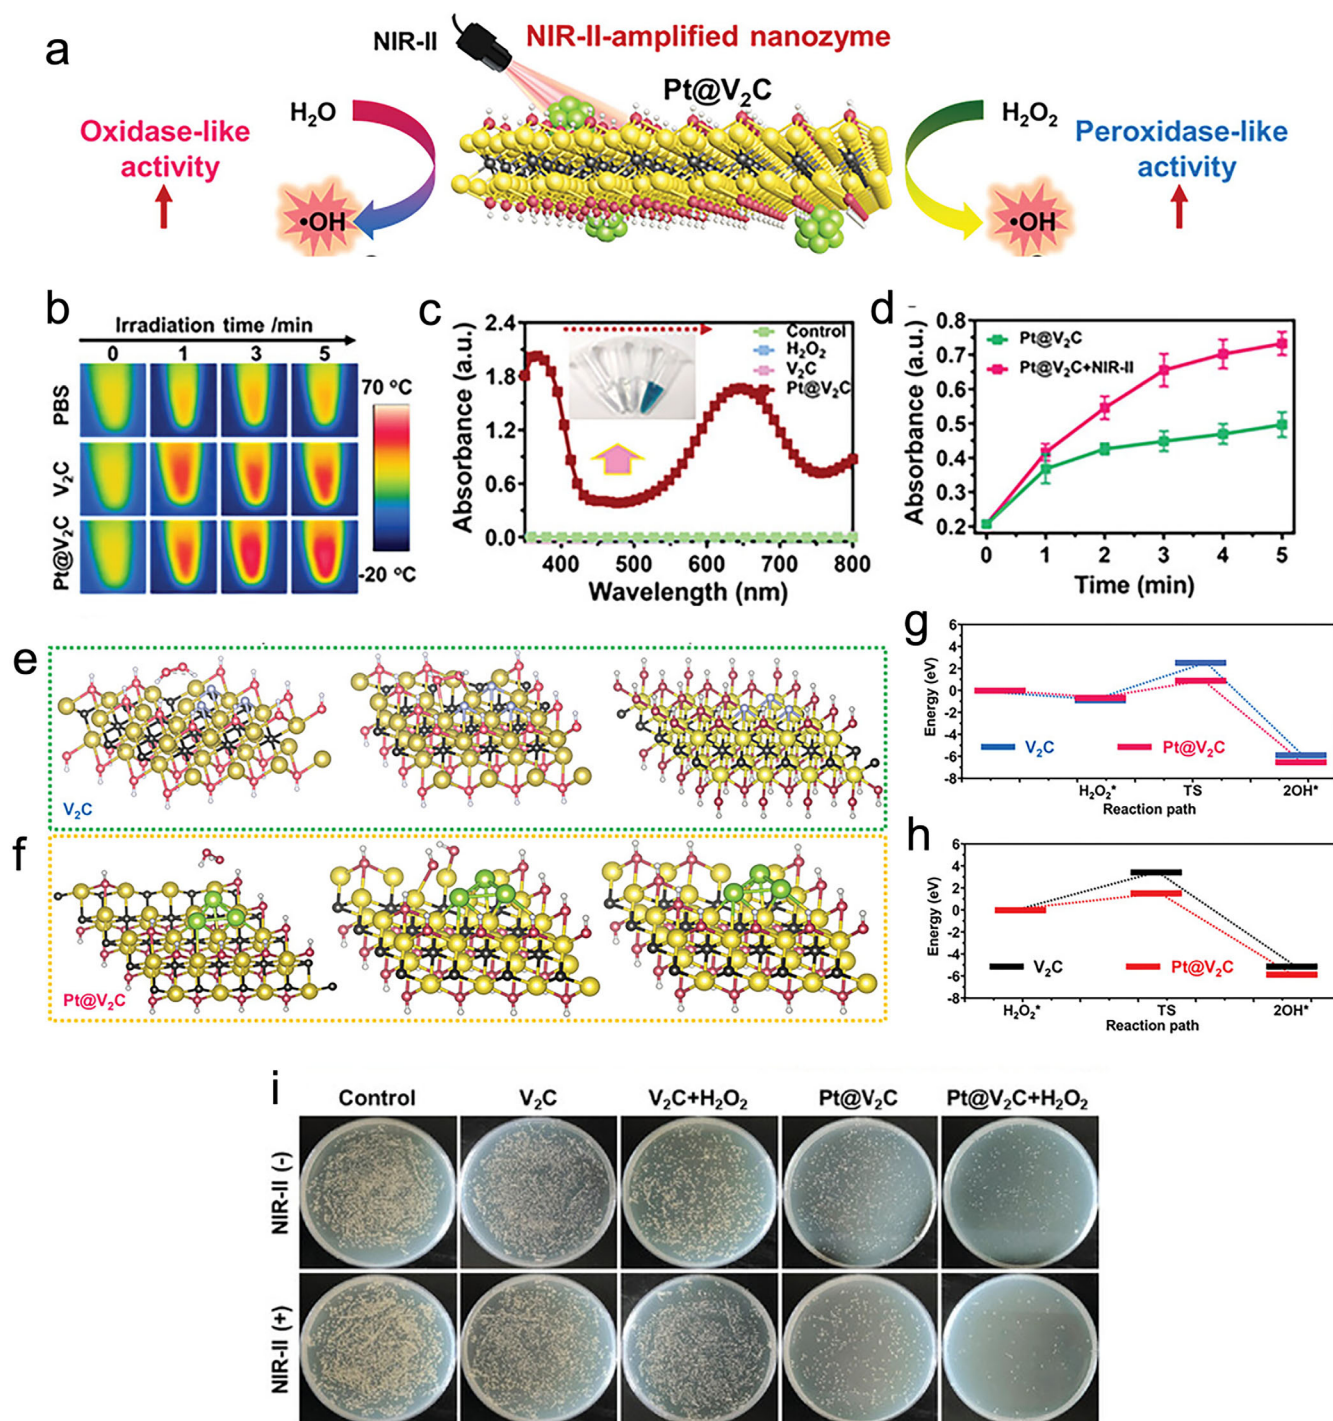 a
NIR-II
NIR-II-amplified nanozyme
Pt@V₂C
H₂O
H₂O₂
Oxidase-like
activity
Peroxidase-like
activity
•OH
•OH
b
Irradiation time /min
0 1 3 5
PBS
V₂C
Pt@V₂C
70 °C
-20 °C
c
Absorbance (a.u.)
2.4
1.8
1.2
0.6
0.0
Control
H₂O₂
V₂C
Pt@V₂C
400 500 600 700 800
Wavelength (nm)
d
Absorbance (a.u.)
0.8
0.7
0.6
0.5
0.4
0.3
0.2
Pt@V₂C
Pt@V₂C+NIR-II
0 1 2 3 4 5
Time (min)
e
V₂C
f
Pt@V₂C
g
Energy (eV)
6
4
2
0
-2
-4
-6
-8
V₂C
Pt@V₂C
H₂O₂* TS 2OH*
Reaction path
h
Energy (eV)
6
4
2
0
-2
-4
-6
-8
V₂C
Pt@V₂C
H₂O₂* TS 2OH*
Reaction path
i
Control V₂C V₂C+H₂O₂ Pt@V₂C Pt@V₂C+H₂O₂
NIR-II (-)
NIR-II (+)